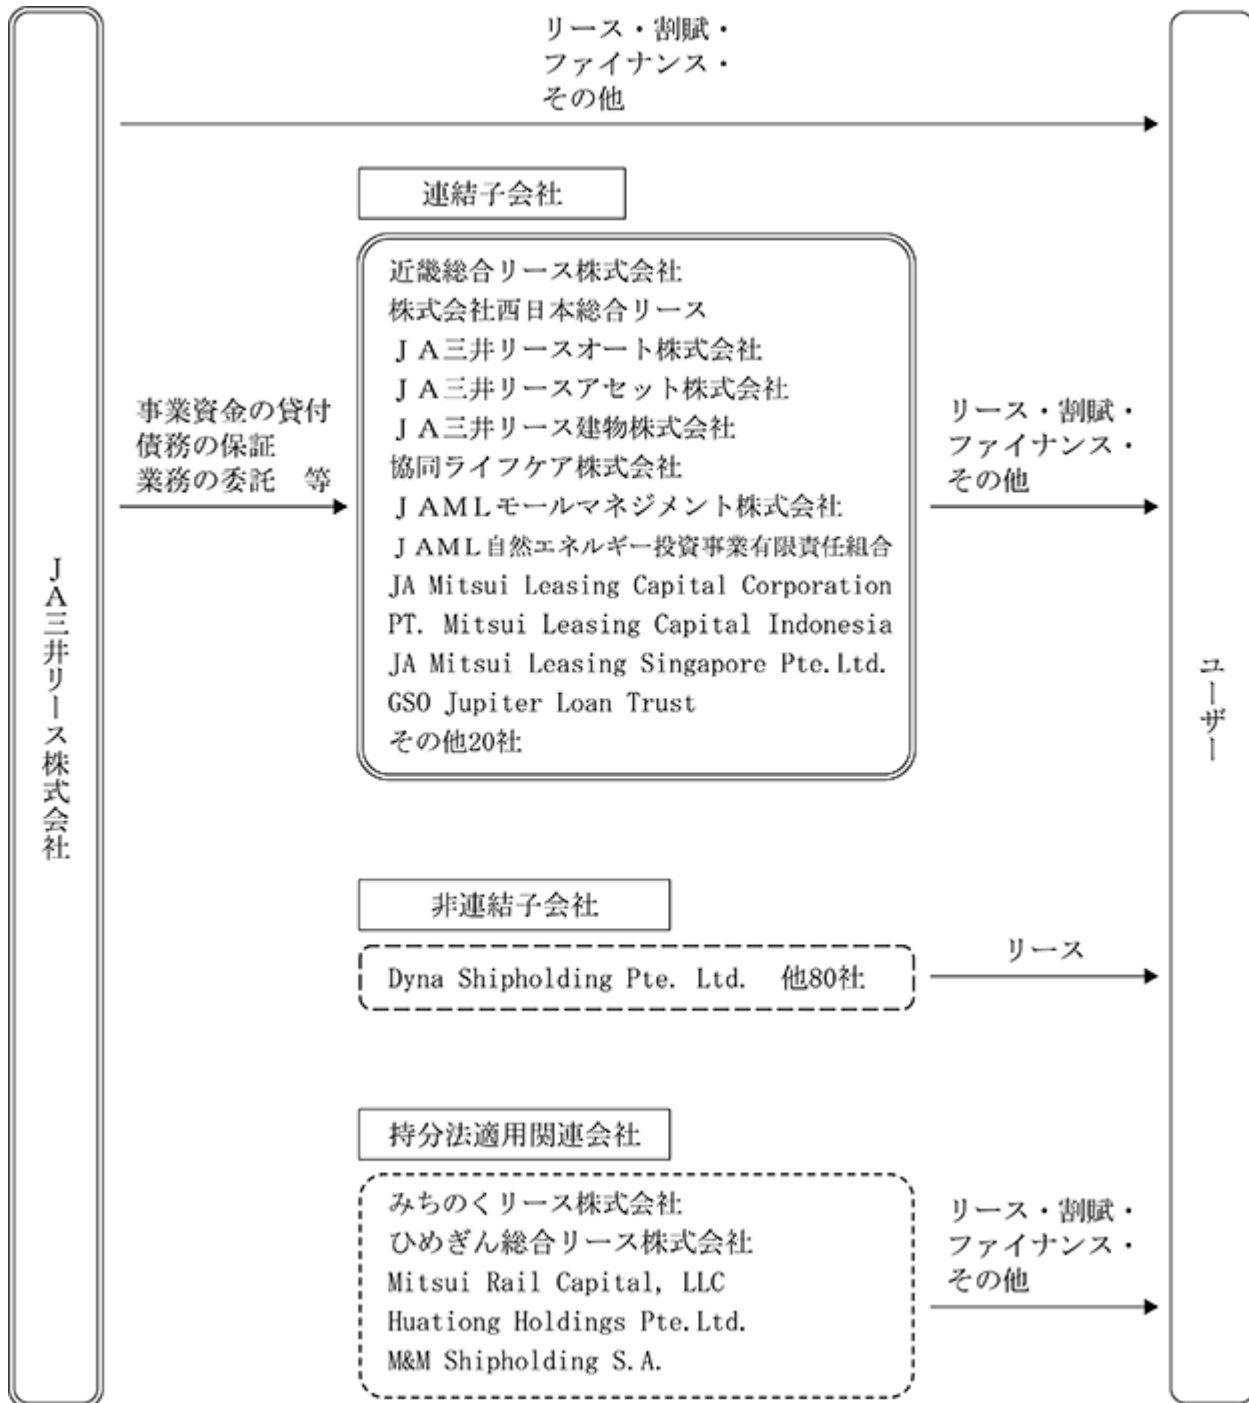 リース・割賦・
ファイナンス・
その他
連結子会社
近畿総合リース株式会社
株式会社西日本総合リース
ＪＡ三井リースオート株式会社
ＪＡ三井リースアセット株式会社
ＪＡ三井リース建物株式会社
協同ライフケア株式会社
ＪＡＭＬモールマネジメント株式会社
ＪＡＭＬ自然エネルギー投資事業有限責任組合
JA Mitsui Leasing Capital Corporation
PT. Mitsui Leasing Capital Indonesia
JA Mitsui Leasing Singapore Pte.Ltd.
GSO Jupiter Loan Trust
その他20社
事業資金の貸付
債務の保証
業務の委託　等
リース・割賦・
ファイナンス・
その他
ＪＡ三井リース株式会社
ユーザー
非連結子会社
Dyna Shipholding Pte. Ltd.　他80社
リース
持分法適用関連会社
みちのくリース株式会社
ひめぎん総合リース株式会社
Mitsui Rail Capital, LLC
Huationg Holdings Pte.Ltd.
M&M Shipholding S.A.
リース・割賦・
ファイナンス・
その他